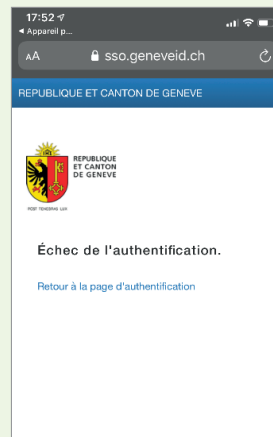 17:52
◀ Appareil p...
AA sso.geneveid.ch
REPUBLIQUE ET CANTON DE GENEVE
REPUBLIQUE
ET CANTON
DE GENEVE
POST TENEBRAS LUX
Échec de l'authentification.
Retour à la page d'authentification